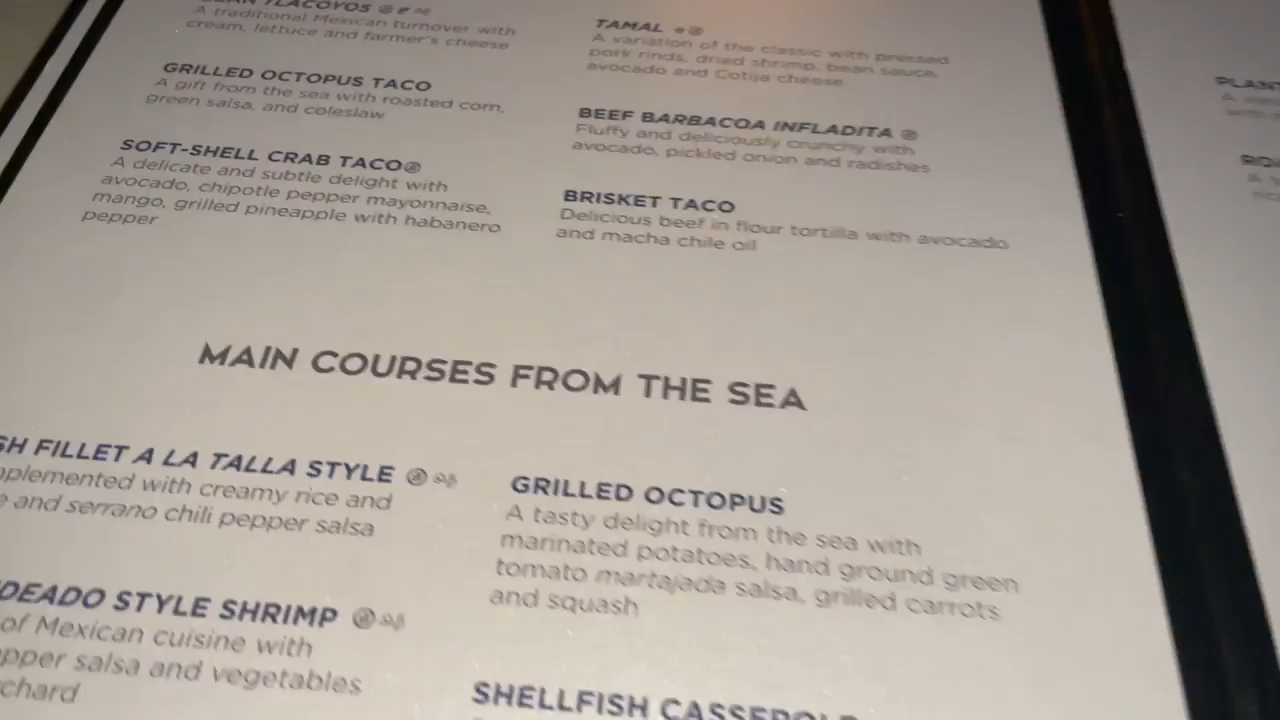 TLACOYOS
A traditional Mexican turnover with
cream, lettuce and farmer's cheese
GRILLED OCTOPUS TACO
A gift from the sea with roasted corn,
green salsa, and coleslaw
SOFT-SHELL CRAB TACO
A delicate and subtle delight with
avocado, chipotle pepper mayonnaise,
mango, grilled pineapple with habanero
pepper
TAMAL
A variation of the classic with pressed
pork rinds, dried shrimp, bean sauce,
avocado and Cotija cheese
BEEF BARBACOA INFLADITA
Fluffy and deliciously crunchy with
avocado, pickled onion and radishes
BRISKET TACO
Delicious beef in flour tortilla with avocado
and macha chile oil
MAIN COURSES FROM THE SEA
SH FILLET A LA TALLA STYLE
plemented with creamy rice and
e and serrano chili pepper salsa
DEADO STYLE SHRIMP
of Mexican cuisine with
pper salsa and vegetables
chard
GRILLED OCTOPUS
A tasty delight from the sea with
marinated potatoes, hand ground green
tomato martajada salsa, grilled carrots
and squash
SHELLFISH CASSEROLE
PLANT